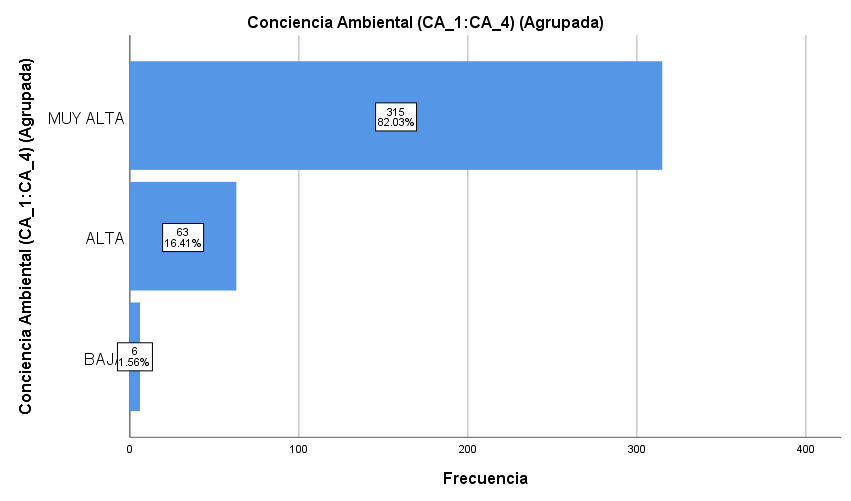 Conciencia Ambiental (CA_1:CA_4) (Agrupada)
Conciencia Ambiental (CA_1:CA_4) (Agrupada)
MUY ALTA
315
82.03%
ALTA
63
16.41%
BAJA
6
1.56%
0
100
200
300
400
Frecuencia